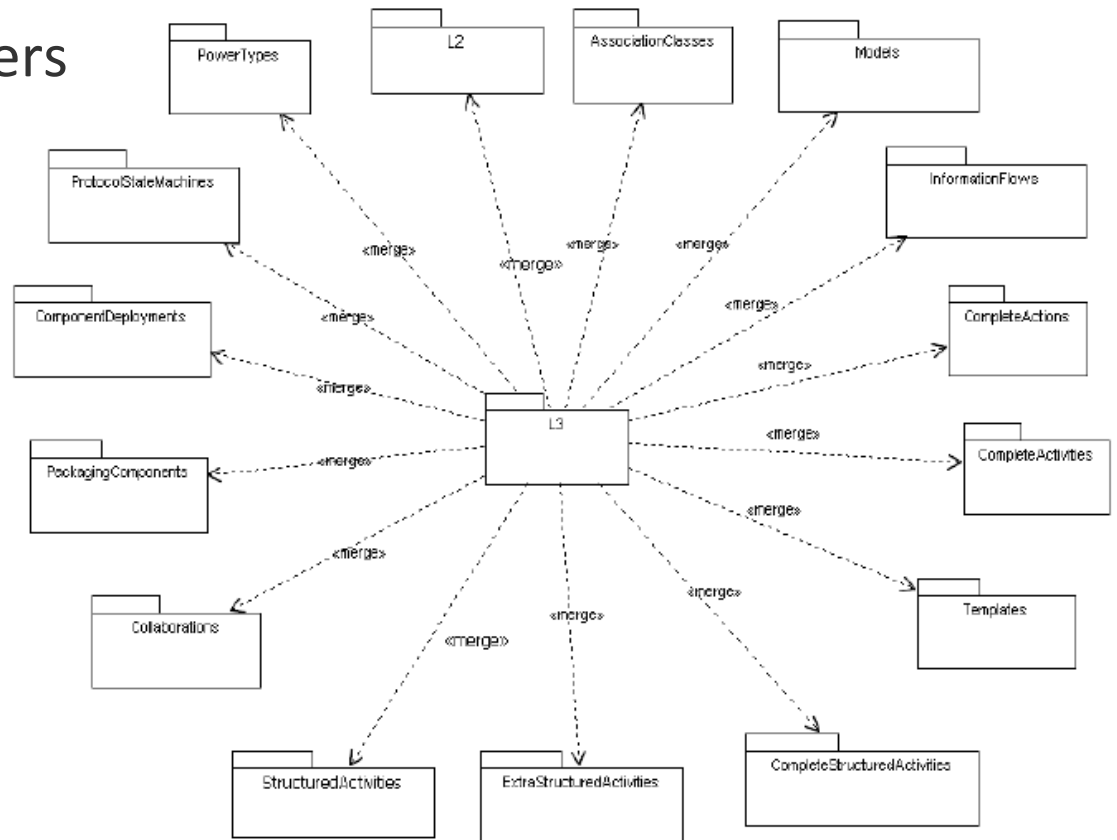 ers
PowerTypes
L2
AssociationClasses
Models
ProtocolStateMachines
InformationFlows
«merge»
«merge»
«merge»
«merge»
«merge»
«merge»
ComponentDeployments
CompleteActions
«merge»
«merge»
L3
PackagingComponents
«merge»
«merge»
CompleteActivities
«merge»
«merge»
Collaborations
«merge»
«merge»
«merge»
Templates
StructuredActivities
ExtraStructuredActivities
CompleteStructuredActivities